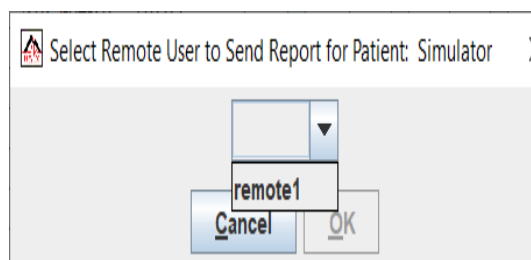 Select Remote User to Send Report for Patient: Simulator
remote1
Cancel OK